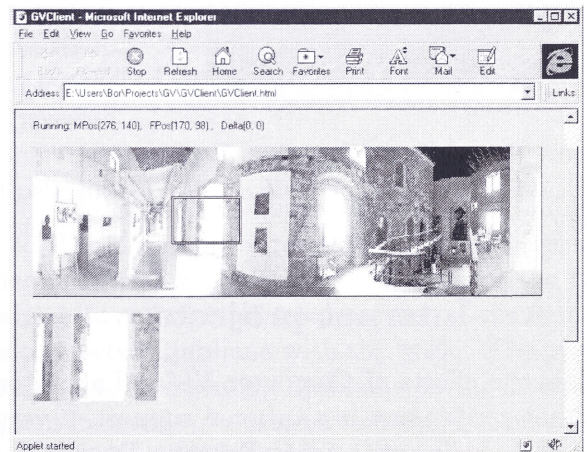 GVClient - Microsoft Internet Explorer
File Edit View Go Favorites Help
Back Forward Stop Refresh Home Search Favorites Print Font Mail Edit
Address E:\Users\Bor\Projects\GV\GVClient\GVClient.html Links
Running: MPos(276, 140), FPos(170, 98), Delta(0, 0)
Applet started